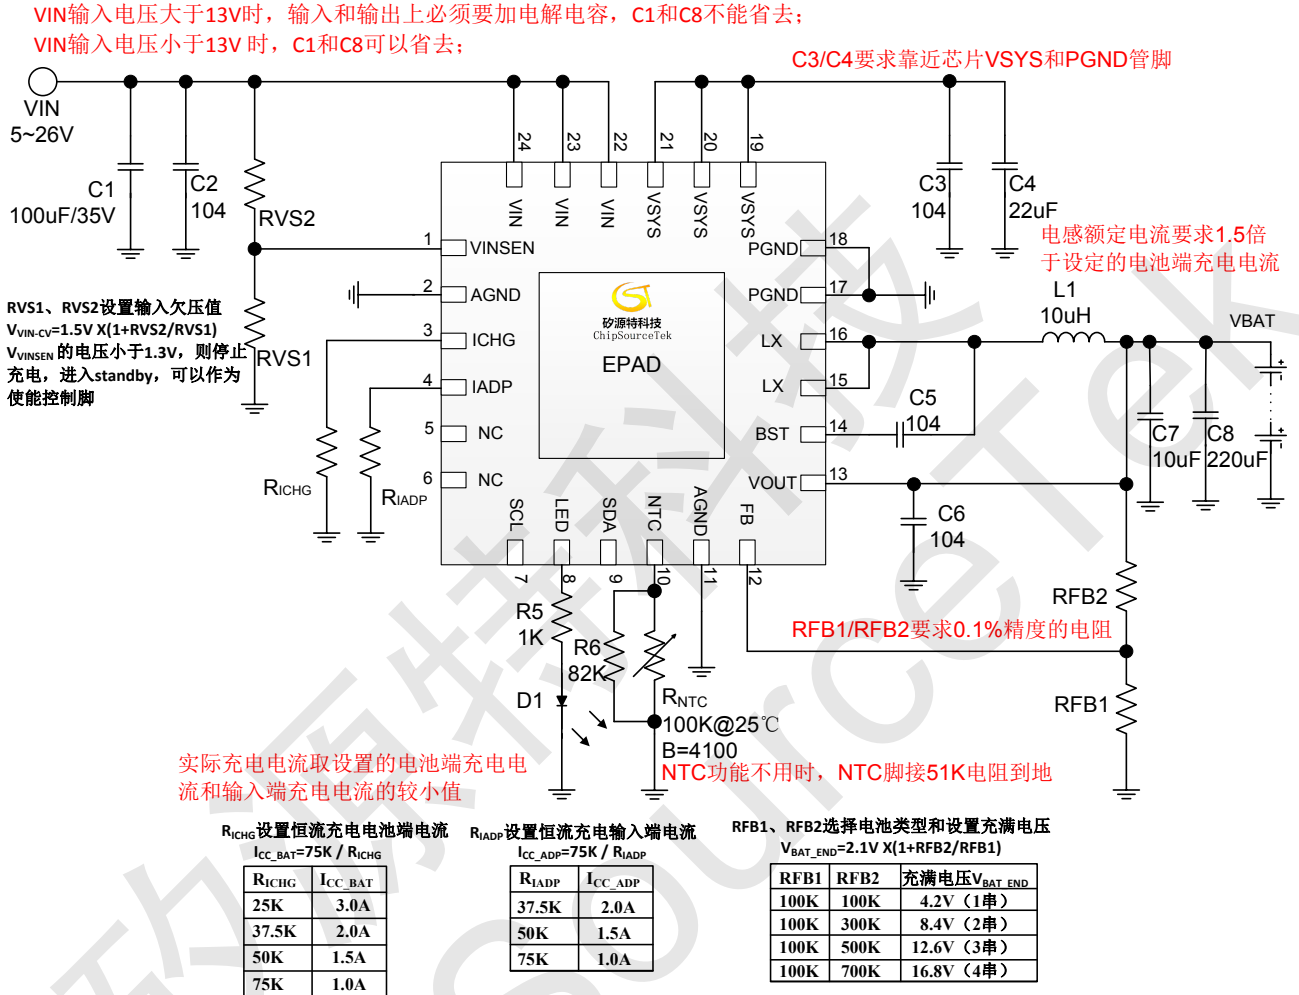 VIN输入电压大于13V时，输入和输出上必须要加电解电容，C1和C8不能省去；
VIN输入电压小于13V 时，C1和C8可以省去；
C3/C4要求靠近芯片VSYS和PGND管脚
VIN
5~26V
C1
100uF/35V
C2
104
RVS2
RVS1
24
23
22
21
20
19
VIN
VIN
VIN
VSYS
VSYS
VSYS
C3
104
C4
22uF
电感额定电流要求1.5倍
于设定的电池端充电电流
L1
10uH
VBAT
RVS1、RVS2设置输入欠压值
VVIN-CV=1.5V X(1+RVS2/RVS1)
VVINSEN 的电压小于1.3V，则停止
充电，进入standby，可以作为
使能控制脚
1
VINSEN
2
AGND
3
ICHG
4
IADP
5
NC
6
NC
PGND
18
PGND
17
LX
16
LX
15
BST
14
VOUT
13
矽源特科技
ChipSourceTek
EPAD
RICHG
RIADP
SCL
LED
SDA
NTC
AGND
FB
7
8
9
10
11
12
C5
104
C6
104
C7
10uF
C8
220uF
+
+
RFB2
RFB1/RFB2要求0.1%精度的电阻
RFB1
R5
1K
R6
82K
D1
RNTC
100K@25℃
B=4100
NTC功能不用时，NTC脚接51K电阻到地
实际充电电流取设置的电池端充电电
流和输入端充电电流的较小值
RICHG设置恒流充电电池端电流
ICC_BAT=75K / RICHG
RICHG ICC_BAT
25K 3.0A
37.5K 2.0A
50K 1.5A
75K 1.0A
RIADP设置恒流充电输入端电流
ICC_ADP=75K / RIADP
RIADP ICC_ADP
37.5K 2.0A
50K 1.5A
75K 1.0A
RFB1、RFB2选择电池类型和设置充满电压
VBAT_END=2.1V X(1+RFB2/RFB1)
RFB1 RFB2 充满电压VBAT_END
100K 100K 4.2V（1串）
100K 300K 8.4V（2串）
100K 500K 12.6V（3串）
100K 700K 16.8V（4串）
矽源特科技
SourceTek